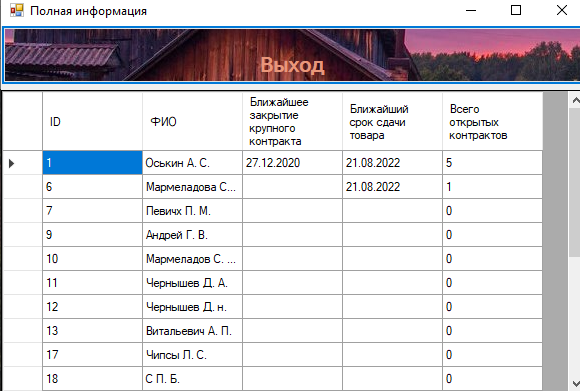 Полная информация
Выход
ID ФИО Ближайшее закрытие крупного контракта Ближайший срок сдачи товара Всего открытых контрактов
1 Оськин А. С. 27.12.2020 21.08.2022 5
6 Мармеладова С... 21.08.2022 1
7 Певичх П. М. 0
9 Андрей Г. В. 0
10 Мармеладов С. ... 0
11 Чернышев Д. А. 0
12 Чернышев Д. н. 0
13 Витальевич А. П. 0
17 Чипсы Л. С. 0
18 С П. Б. 0